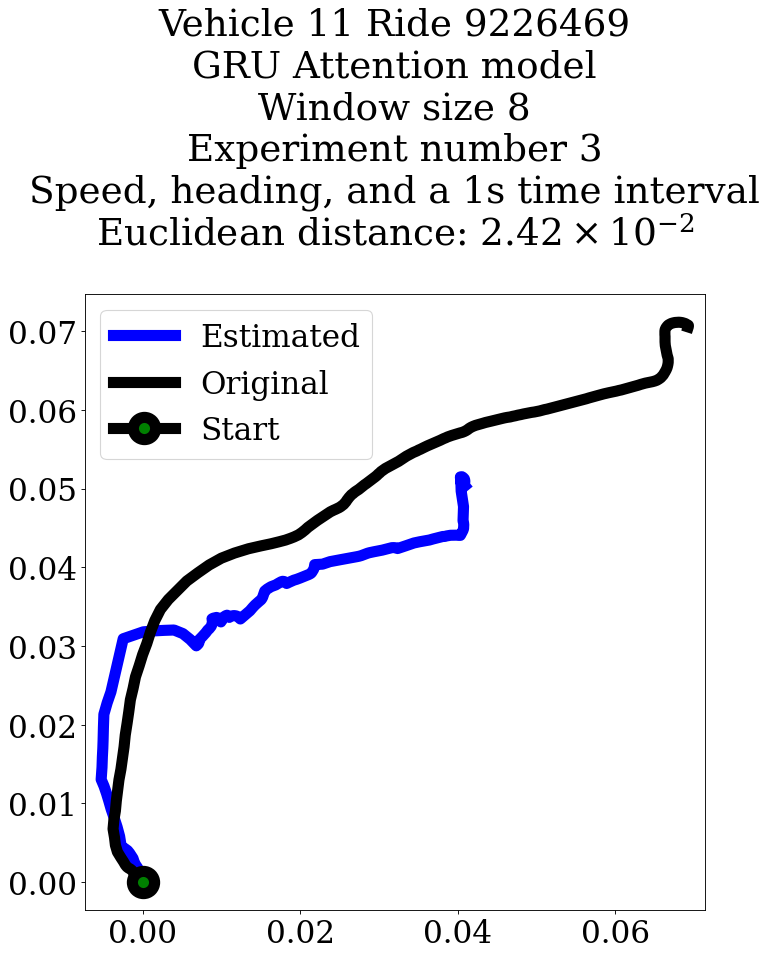 Vehicle 11 Ride 9226469
GRU Attention model
Window size 8
Experiment number 3
Speed, heading, and a 1s time interval
Euclidean distance: 2.42 × 10⁻²
Estimated
Original
Start
0.07
0.06
0.05
0.04
0.03
0.02
0.01
0.00
0.00 0.02 0.04 0.06